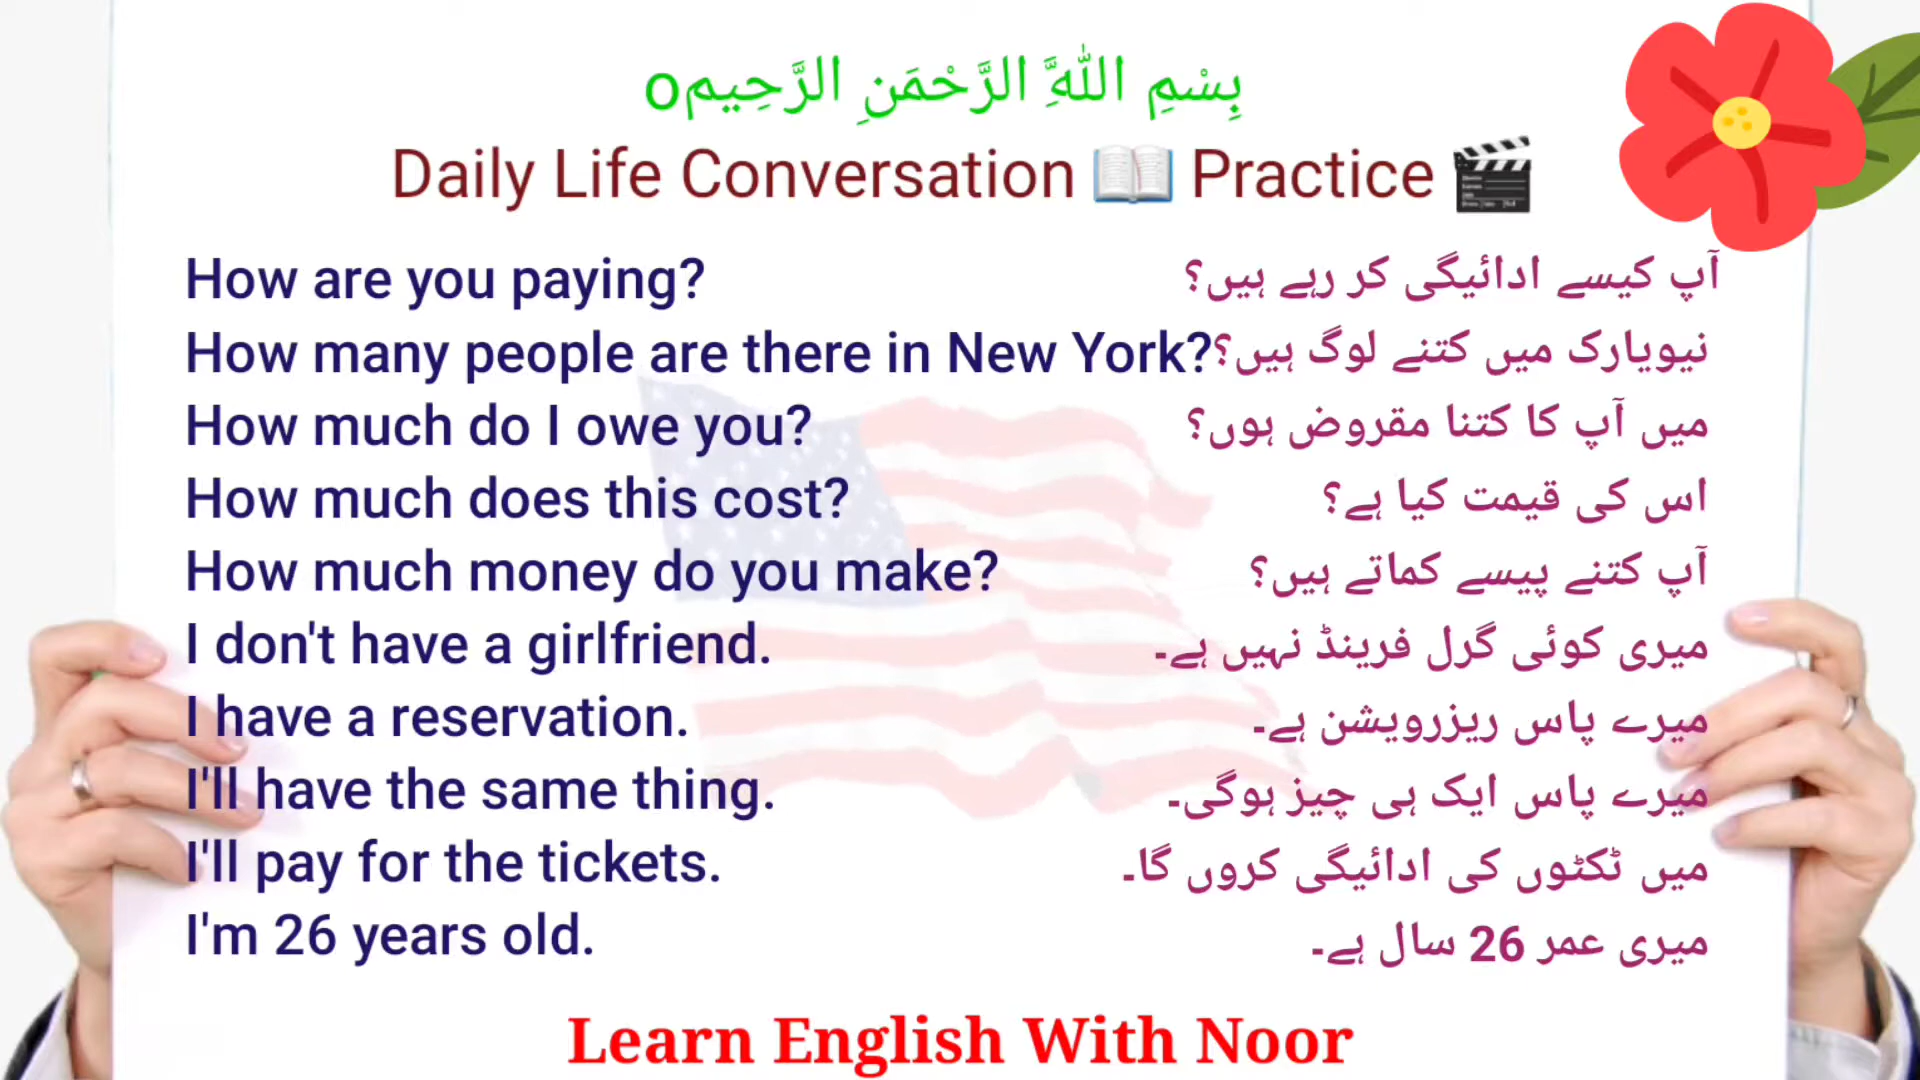 بِسْمِ اللَّهِ الرَّحْمَنِ الرَّحِيمo
Daily Life Conversation 📖 Practice 🎬
How are you paying? آپ کیسے ادائیگی کر رہے ہیں؟
How many people are there in New York? نیویارک میں کتنے لوگ ہیں؟
How much do I owe you? میں آپ کا کتنا مقروض ہوں؟
How much does this cost? اس کی قیمت کیا ہے؟
How much money do you make? آپ کتنے پیسے کماتے ہیں؟
I don't have a girlfriend. میری کوئی گرل فرینڈ نہیں ہے۔
I have a reservation. میرے پاس ریزرویشن ہے۔
I'll have the same thing. میرے پاس ایک ہی چیز ہوگی۔
I'll pay for the tickets. میں ٹکٹوں کی ادائیگی کروں گا۔
I'm 26 years old. میری عمر 26 سال ہے۔
Learn English With Noor